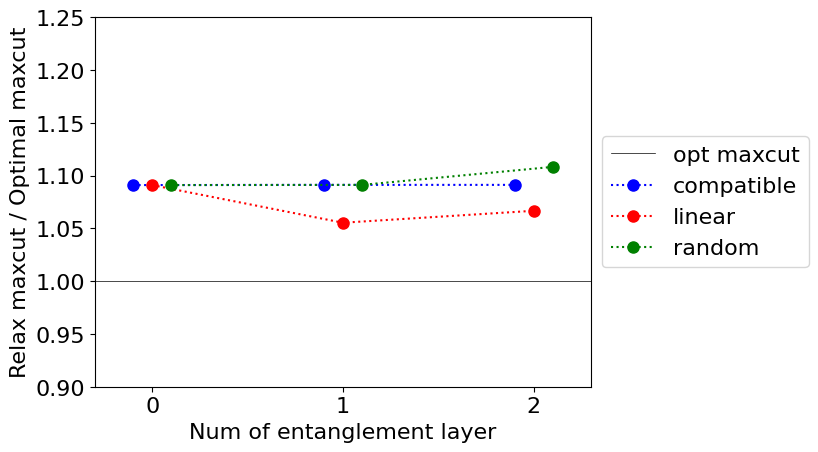 Relax maxcut / Optimal maxcut
1.25
1.20
1.15
1.10
1.05
1.00
0.95
0.90
0 1 2
Num of entanglement layer
opt maxcut
compatible
linear
random